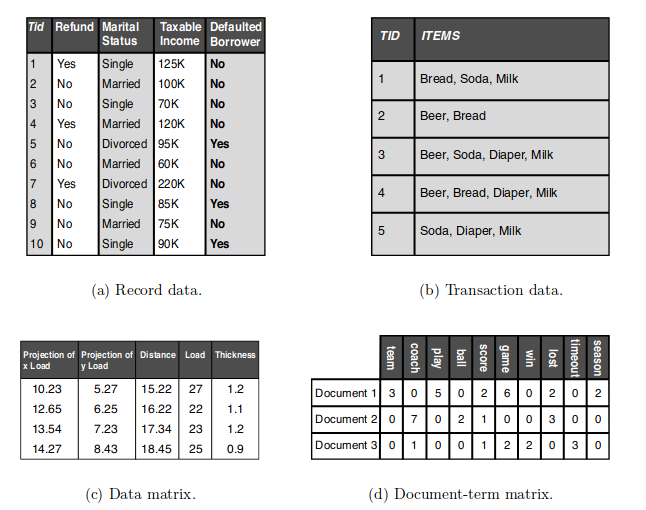 Tid Refund Marital Status Taxable Income Defaulted Borrower
1 Yes Single 125K No
2 No Married 100K No
3 No Single 70K No
4 Yes Married 120K No
5 No Divorced 95K Yes
6 No Married 60K No
7 Yes Divorced 220K No
8 No Single 85K Yes
9 No Married 75K No
10 No Single 90K Yes
(a) Record data.
TID ITEMS
1 Bread, Soda, Milk
2 Beer, Bread
3 Beer, Soda, Diaper, Milk
4 Beer, Bread, Diaper, Milk
5 Soda, Diaper, Milk
(b) Transaction data.
Projection of x Load Projection of y Load Distance Load Thickness
10.23 5.27 15.22 27 1.2
12.65 6.25 16.22 22 1.1
13.54 7.23 17.34 23 1.2
14.27 8.43 18.45 25 0.9
(c) Data matrix.
team coach play ball score game win lost timeout season
Document 1 3 0 5 0 2 6 0 2 0 2
Document 2 0 7 0 2 1 0 0 3 0 0
Document 3 0 1 0 0 1 2 2 0 3 0
(d) Document-term matrix.